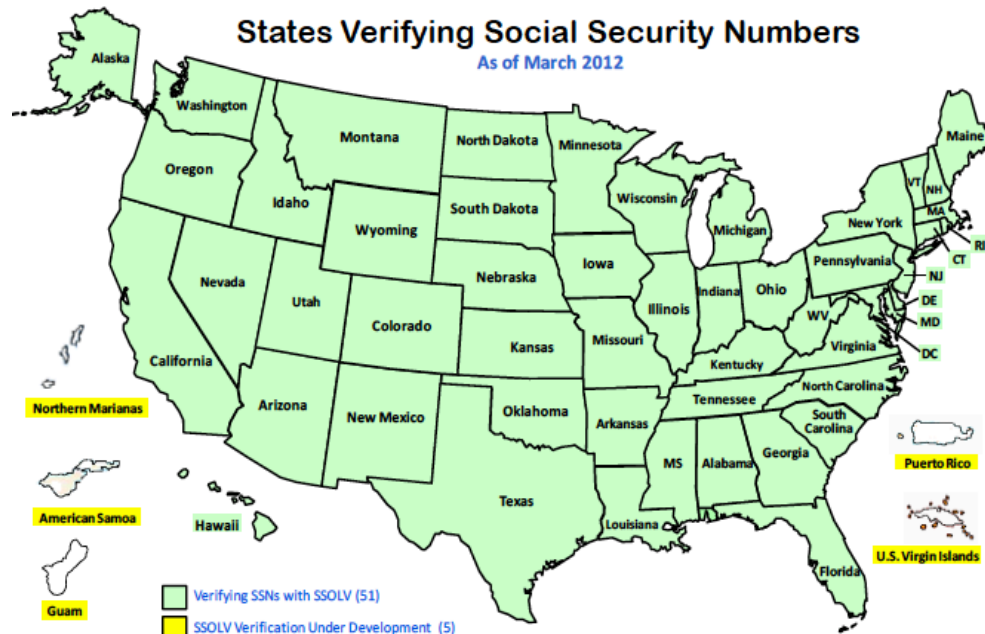 States Verifying Social Security Numbers
As of March 2012
Alaska
Washington
Montana
North Dakota
Minnesota
Maine
Oregon
Idaho
South Dakota
Wisconsin
Michigan
VT
NH
MA
New York
RI
CT
Wyoming
Iowa
Pennsylvania
NJ
Nebraska
Nevada
Utah
Colorado
Illinois
Indiana
Ohio
DE
WV
MD
Virginia
DC
California
Kansas
Missouri
Kentucky
Northern Marianas
Arizona
New Mexico
Oklahoma
Arkansas
Tennessee
North Carolina
South
Carolina
MS
Alabama
Georgia
Puerto Rico
American Samoa
Hawaii
Texas
Louisiana
Florida
U.S. Virgin Islands
Guam
Verifying SSNs with SSOLV (51)
SSOLV Verification Under Development (5)